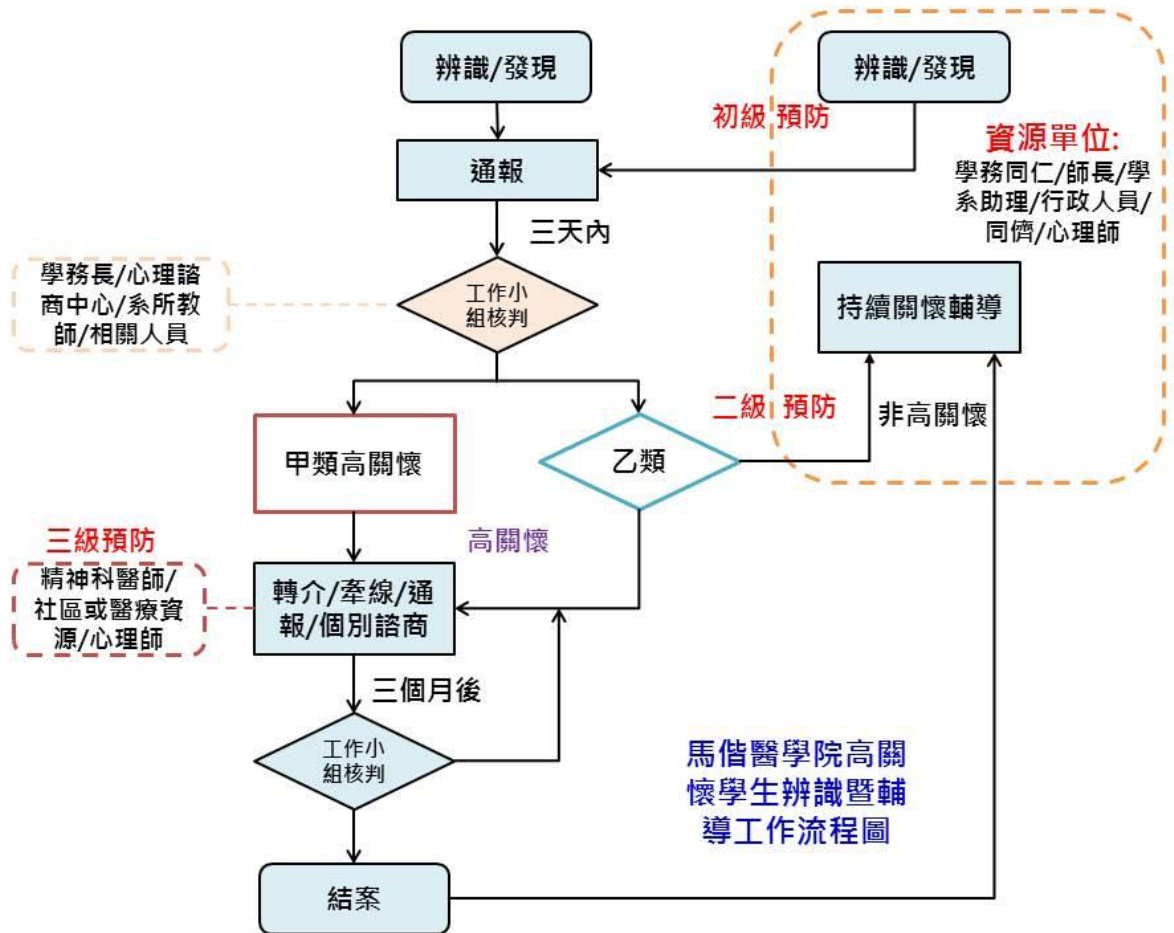 辨識/發現
辨識/發現
初級 預防
資源單位:
學務同仁/師長/學
系助理/行政人員/
同儕/心理師
通報
三天內
學務長/心理諮
商中心/系所教
師/相關人員
工作小
組核判
持續關懷輔導
二級 預防
非高關懷
甲類高關懷
乙類
三級預防
高關懷
精神科醫師/
社區或醫療資
源/心理師
轉介/牽線/通
報/個別諮商
三個月後
工作小
組核判
馬偕醫學院高關
懷學生辨識暨輔
導工作流程圖
結案